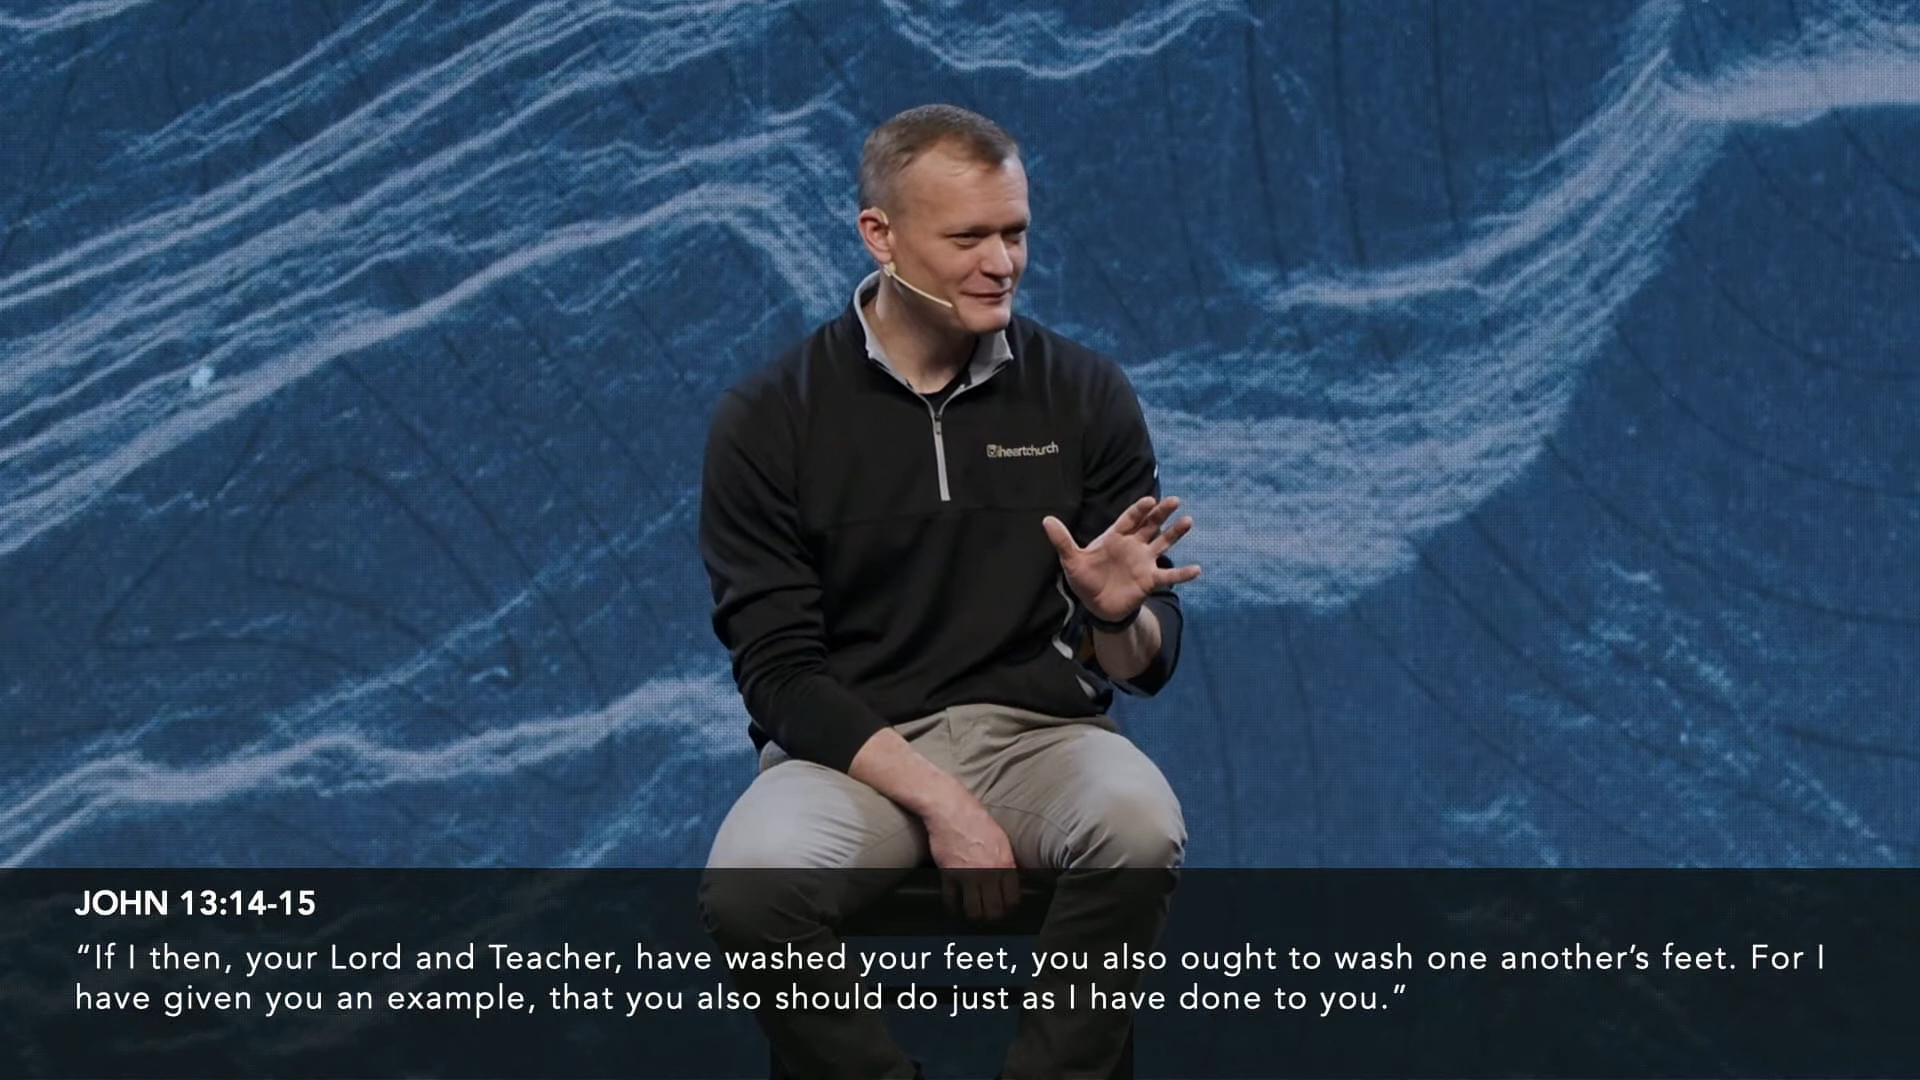 iheartchurch
JOHN 13:14-15
“If I then, your Lord and Teacher, have washed your feet, you also ought to wash one another’s feet. For I
have given you an example, that you also should do just as I have done to you.”